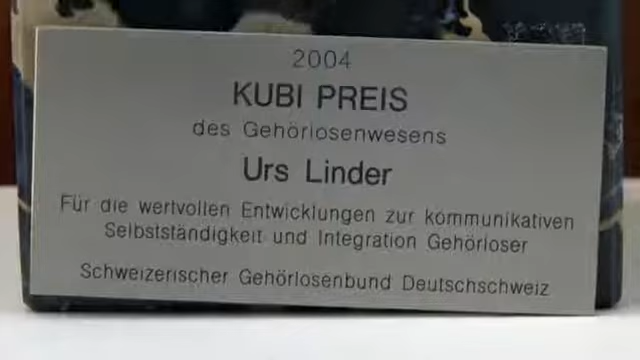 2004
KUBI PREIS
des Gehörlosenwesens
Urs Linder
Für die wertvollen Entwicklungen zur kommunikativen
Selbstständigkeit und Integration Gehörloser
Schweizerischer Gehörlosenbund Deutschschweiz